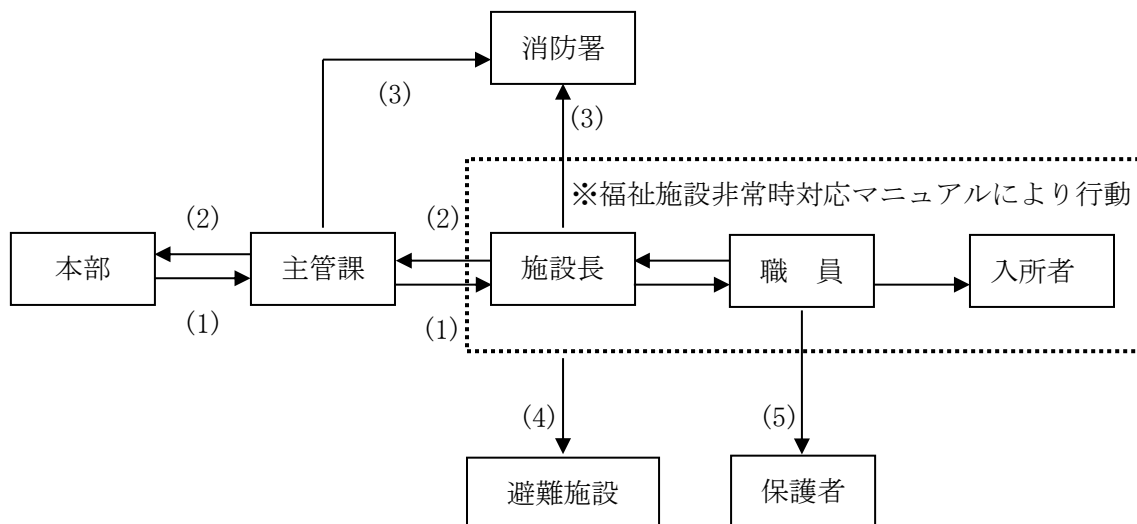 消防署
(3)
(3)
※福祉施設非常時対応マニュアルにより行動
(2)
(2)
本部
主管課
施設長
職　員
入所者
(1)
(1)
(4)
(5)
避難施設
保護者